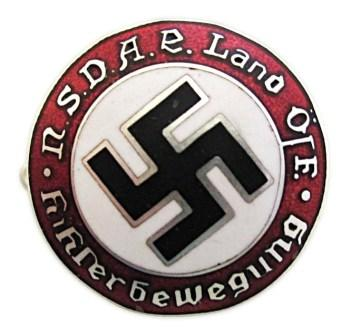 · N.S.D.A.P. Land Öſt. ·
Hitlerbewegung